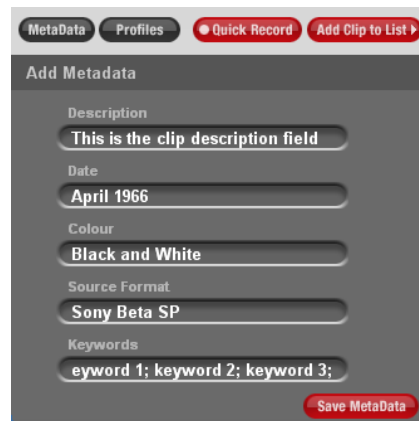 MetaData Profiles Quick Record Add Clip to List
Add Metadata
Description
This is the clip description field
Date
April 1966
Colour
Black and White
Source Format
Sony Beta SP
Keywords
eyword 1; keyword 2; keyword 3;
Save MetaData